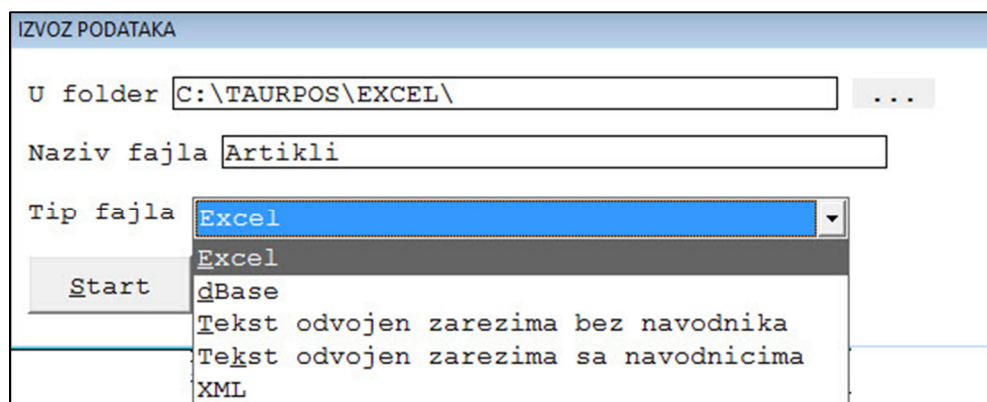 IZVOZ PODATAKA
U folder C:\TAURPOS\EXCEL\ ...
Naziv fajla Artikli
Tip fajla Excel
Excel
Start
dBase
Tekst odvojen zarezima bez navodnika
Tekst odvojen zarezima sa navodnicima
XML